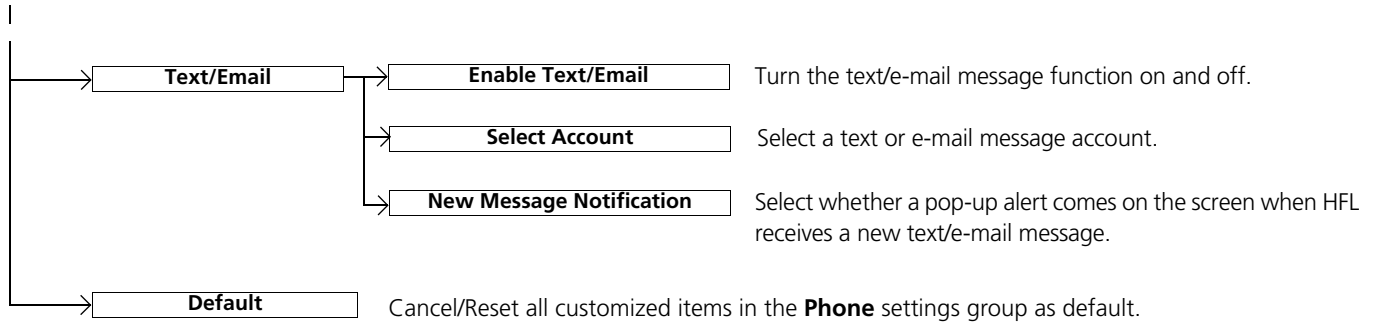 Text/Email
Enable Text/Email
Turn the text/e-mail message function on and off.
Select Account
Select a text or e-mail message account.
New Message Notification
Select whether a pop-up alert comes on the screen when HFL
receives a new text/e-mail message.
Default
Cancel/Reset all customized items in the Phone settings group as default.